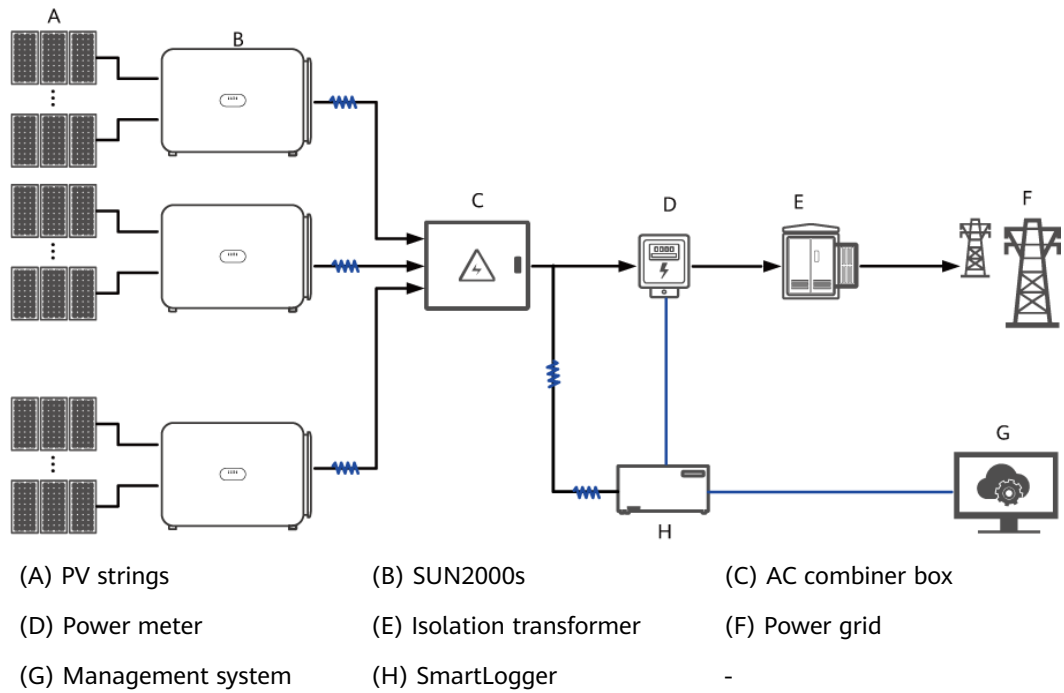 A
B
C
D
E
F
G
H
(A) PV strings (B) SUN2000s (C) AC combiner box
(D) Power meter (E) Isolation transformer (F) Power grid
(G) Management system (H) SmartLogger -